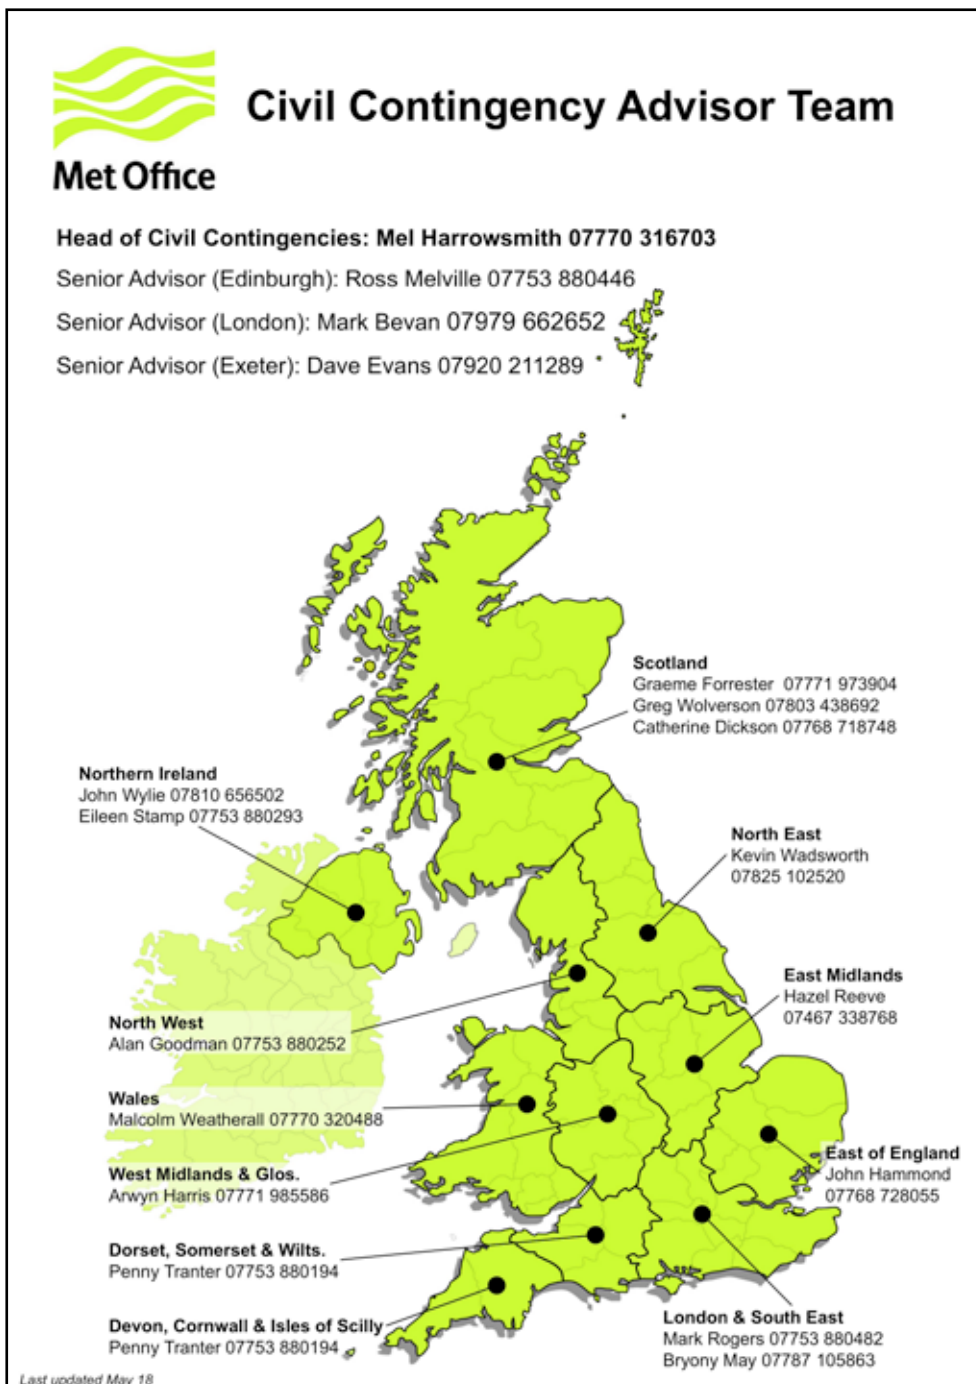 Civil Contingency Advisor Team
Met Office
Head of Civil Contingencies: Mel Harrowsmith 07770 316703
Senior Advisor (Edinburgh): Ross Melville 07753 880446
Senior Advisor (London): Mark Bevan 07979 662652
Senior Advisor (Exeter): Dave Evans 07920 211289
Scotland
Graeme Forrester 07771 973904
Greg Wolverson 07803 438692
Catherine Dickson 07768 718748
Northern Ireland
John Wylie 07810 656502
Eileen Stamp 07753 880293
North East
Kevin Wadsworth
07825 102520
East Midlands
Hazel Reeve
07467 338768
North West
Alan Goodman 07753 880252
Wales
Malcolm Weatherall 07770 320488
West Midlands & Glos.
Arwyn Harris 07771 985586
East of England
John Hammond
07768 728055
Dorset, Somerset & Wilts.
Penny Tranter 07753 880194
Devon, Cornwall & Isles of Scilly
Penny Tranter 07753 880194
London & South East
Mark Rogers 07753 880482
Bryony May 07787 105863
Last updated May 18